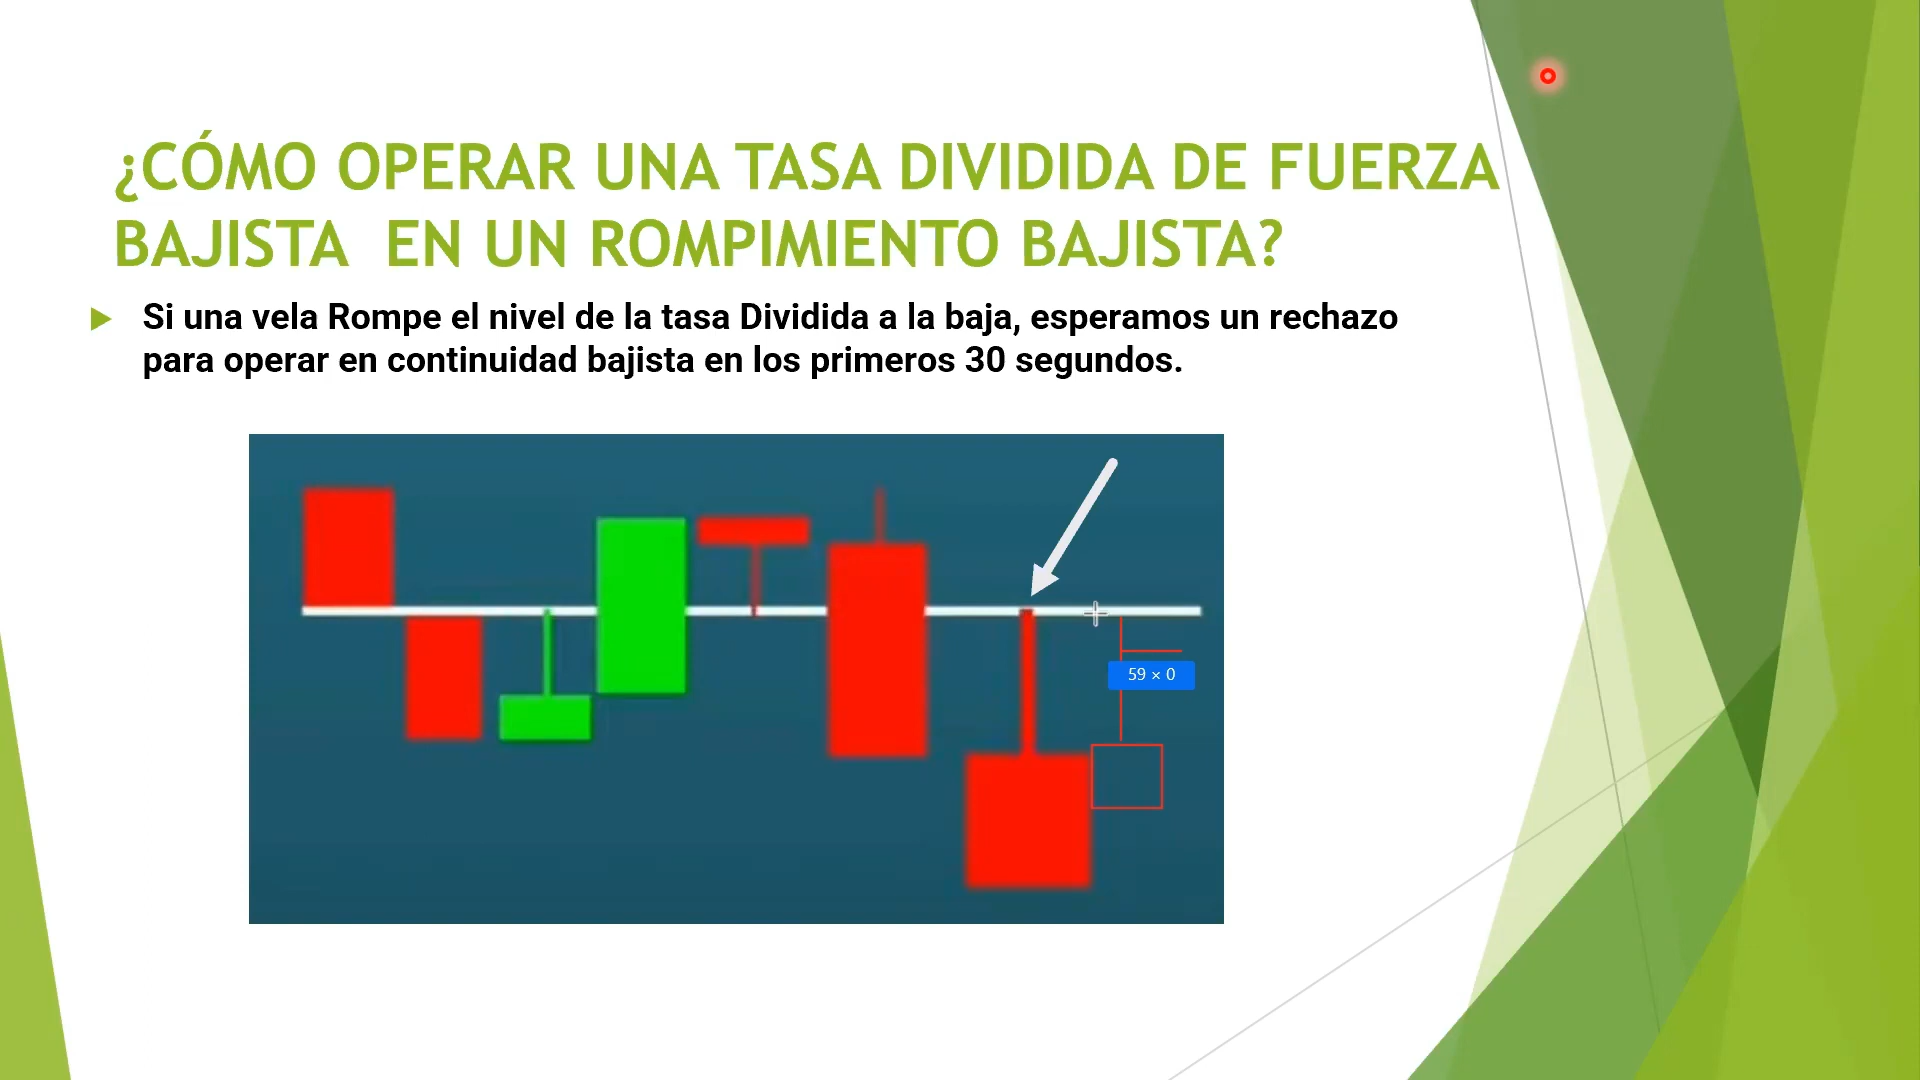 ¿CÓMO OPERAR UNA TASA DIVIDIDA DE FUERZA
BAJISTA  EN UN ROMPIMIENTO BAJISTA?
Si una vela Rompe el nivel de la tasa Dividida a la baja, esperamos un rechazo
para operar en continuidad bajista en los primeros 30 segundos.
59 × 0